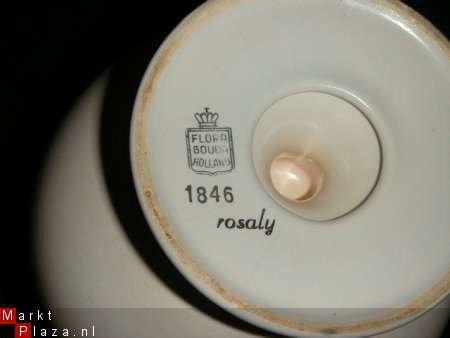 FLORA
GOUDA
HOLLAND
1846
rosaly
Markt
Plaza.nl